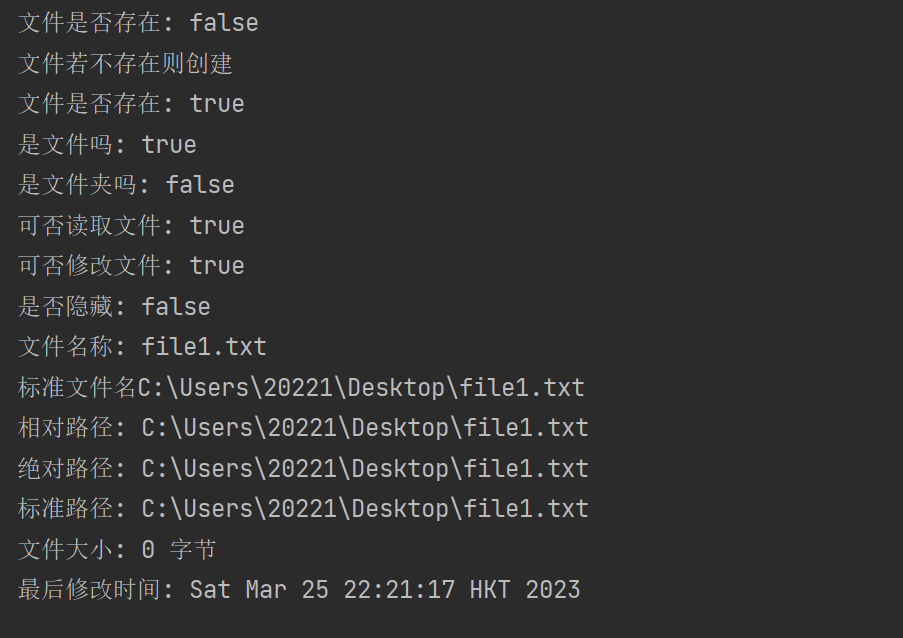 文件是否存在: false
文件若不存在则创建
文件是否存在: true
是文件吗: true
是文件夹吗: false
可否读取文件: true
可否修改文件: true
是否隐藏: false
文件名称: file1.txt
标准文件名C:\Users\20221\Desktop\file1.txt
相对路径: C:\Users\20221\Desktop\file1.txt
绝对路径: C:\Users\20221\Desktop\file1.txt
标准路径: C:\Users\20221\Desktop\file1.txt
文件大小: 0 字节
最后修改时间: Sat Mar 25 22:21:17 HKT 2023